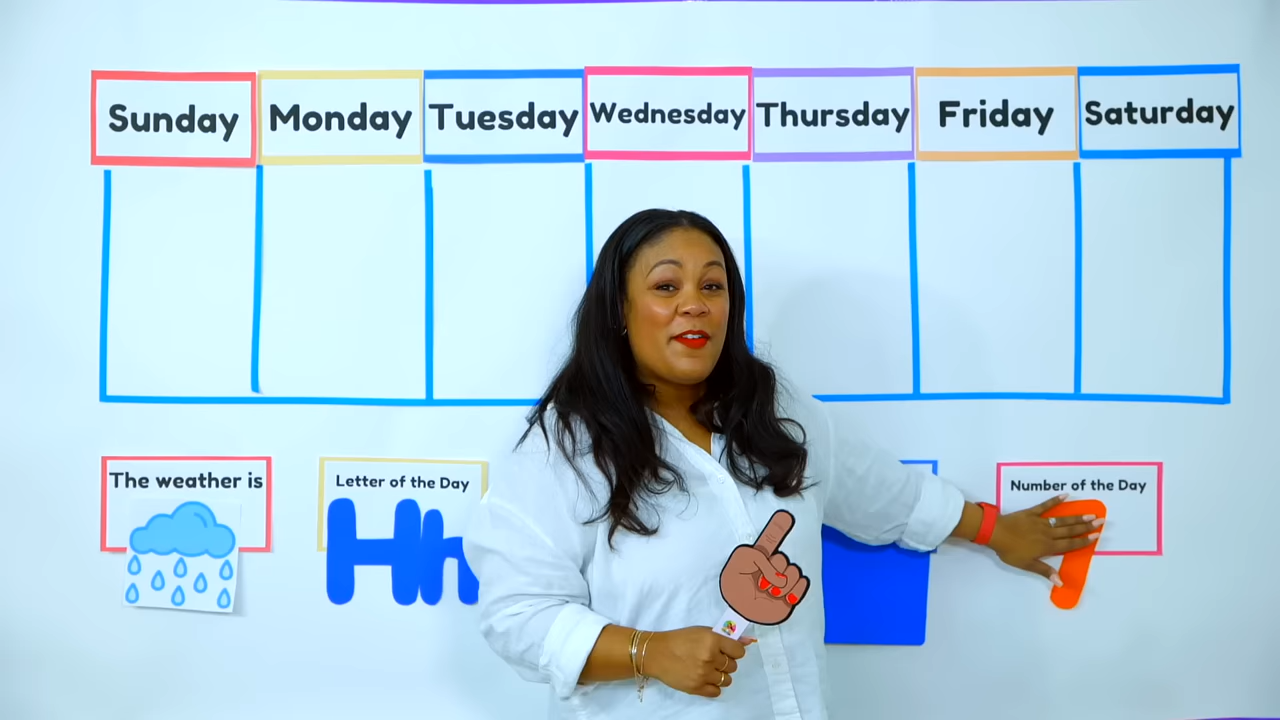 Sunday Monday Tuesday Wednesday Thursday Friday Saturday
The weather is
Letter of the Day
Number of the Day
Hh
7